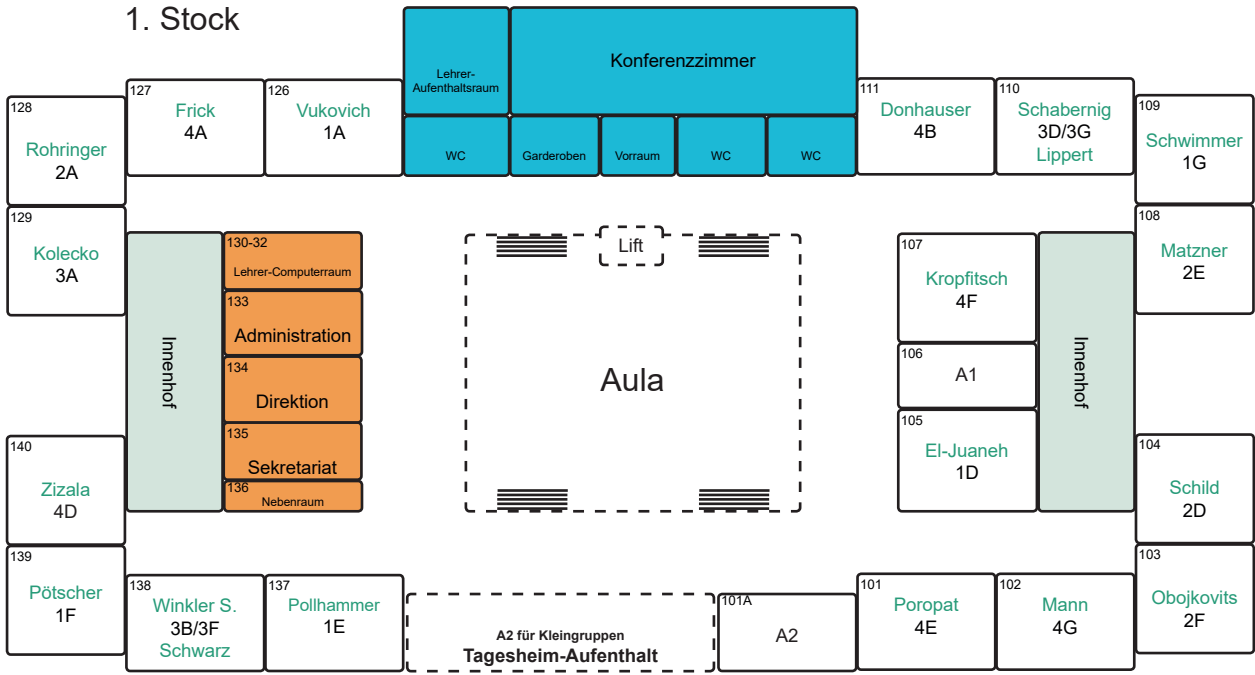 1. Stock
Lehrer-
Aufenthaltsraum
Konferenzzimmer
WC
Garderoben
Vorraum
WC
WC
128
Rohringer
2A
127
Frick
4A
126
Vukovich
1A
111
Donhauser
4B
110
Schabernig
3D/3G
Lippert
109
Schwimmer
1G
129
Kolecko
3A
Innenhof
130-32
Lehrer-Computerraum
133
Administration
134
Direktion
135
Sekretariat
136
Nebenraum
Lift
Aula
107
Kropfitsch
4F
106
A1
105
El-Juaneh
1D
Innenhof
108
Matzner
2E
140
Zizala
4D
104
Schild
2D
139
Pötscher
1F
138
Winkler S.
3B/3F
Schwarz
137
Pollhammer
1E
A2 für Kleingruppen
Tagesheim-Aufenthalt
101A
A2
101
Poropat
4E
102
Mann
4G
103
Obojkovits
2F